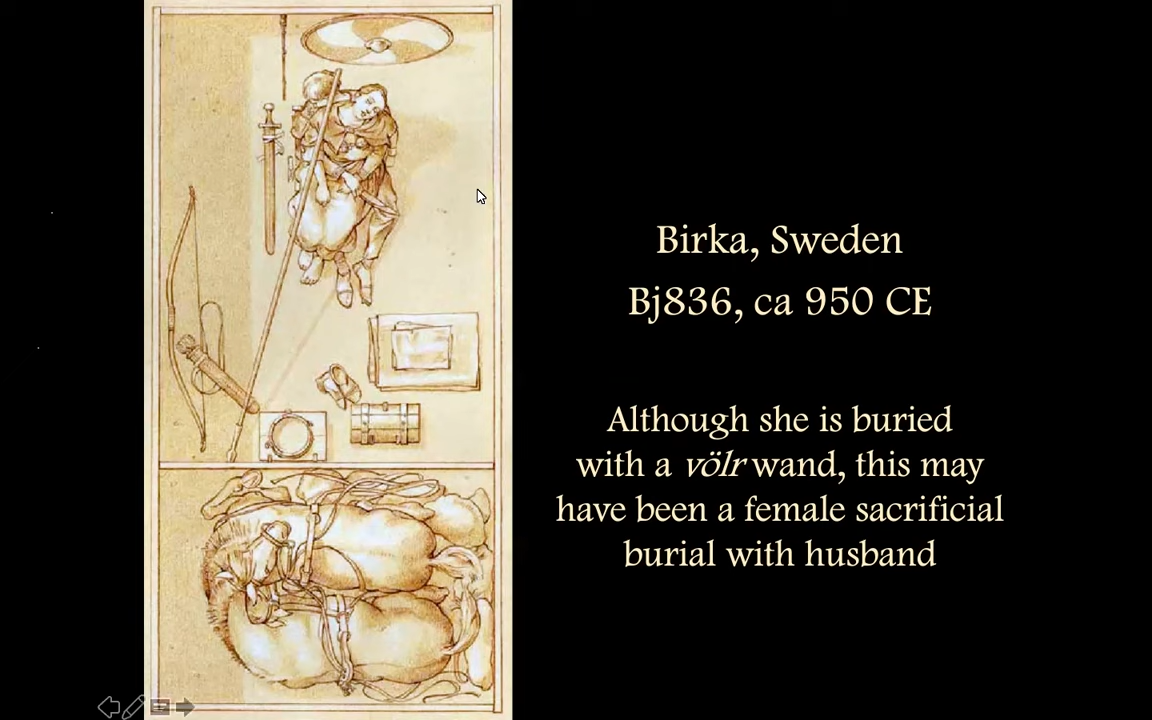 Birka, Sweden
Bj836, ca 950 CE
Although she is buried
with a völr wand, this may
have been a female sacrificial
burial with husband